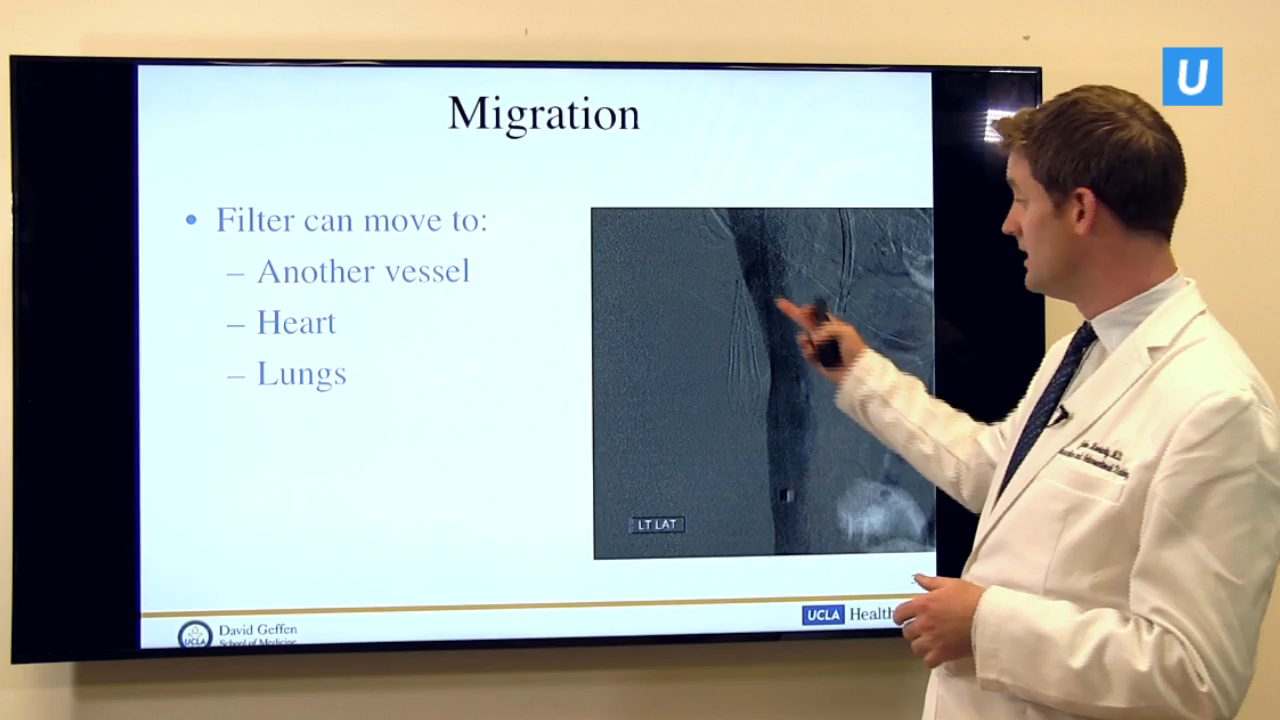 U
Migration
• Filter can move to:
– Another vessel
– Heart
– Lungs
LT LAT
UCLA Health
UCLA
David Geffen
School of Medicine